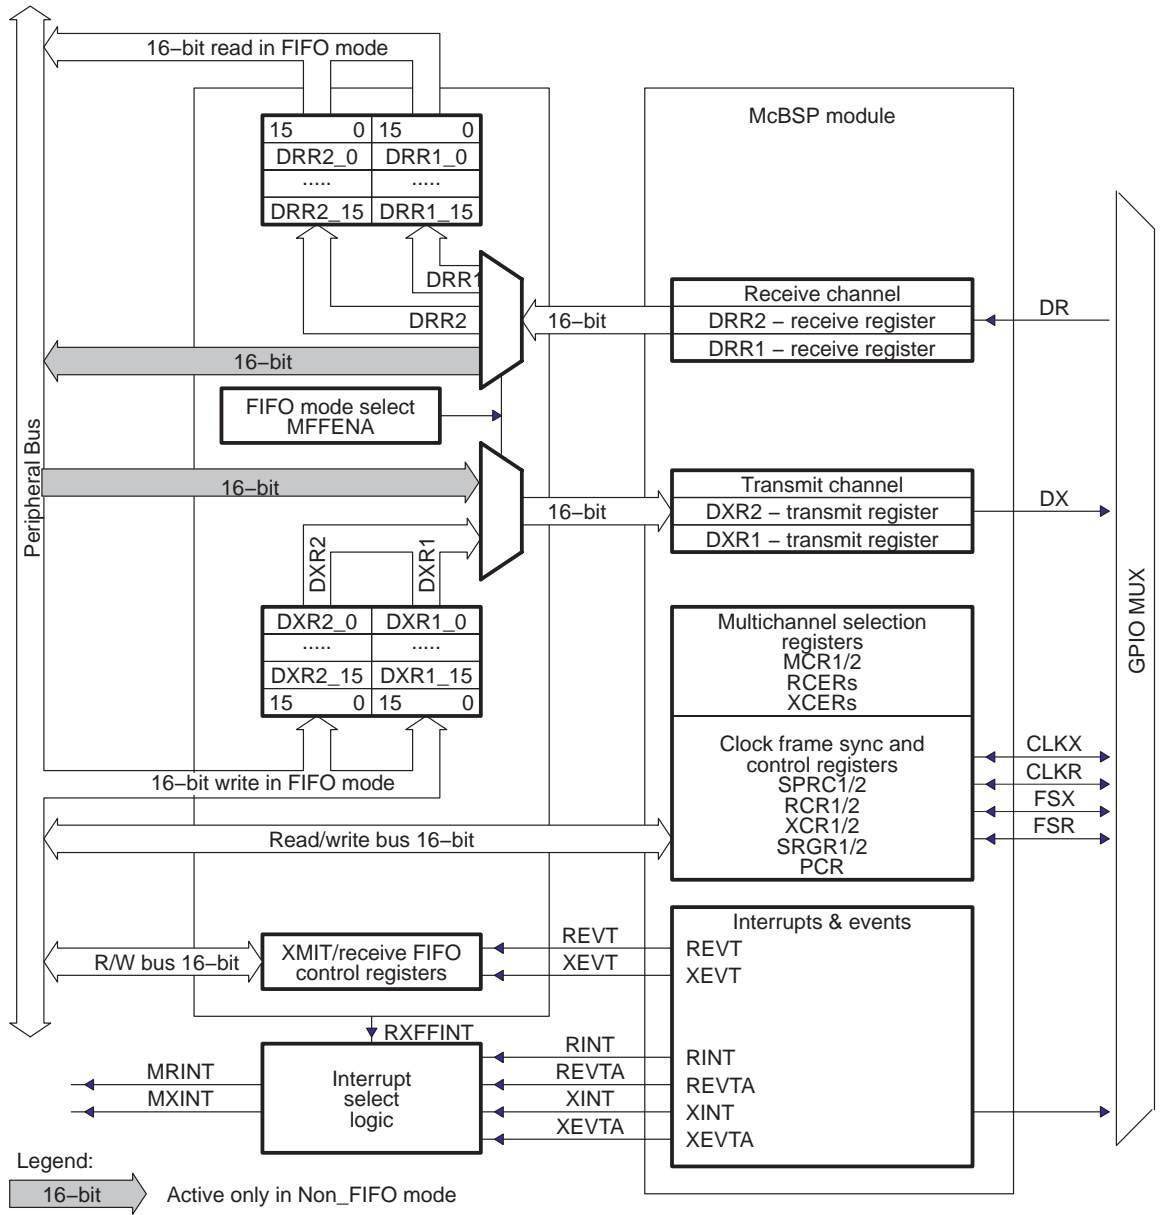 16–bit read in FIFO mode
McBSP module
15 0 15 0
DRR2_0 DRR1_0
..... .....
DRR2_15 DRR1_15
DRR1
DRR2
16–bit
Receive channel
DRR2 – receive register
DRR1 – receive register
DR
16–bit
FIFO mode select
MFFENA
Peripheral Bus
16–bit
16–bit
Transmit channel
DXR2 – transmit register
DXR1 – transmit register
DX
DXR2
DXR1
DXR2_0 DXR1_0
..... .....
DXR2_15 DXR1_15
15 0 15 0
16–bit write in FIFO mode
GPIO MUX
Multichannel selection
registers
MCR1/2
RCERs
XCERs
Clock frame sync and
control registers
SPRC1/2
RCR1/2
XCR1/2
SRGR1/2
PCR
CLKX
CLKR
FSX
FSR
Read/write bus 16-bit
Interrupts & events
R/W bus 16-bit
XMIT/receive FIFO
control registers
REVT
XEVT
REVT
XEVT
RXFFINT
MRINT
MXINT
Interrupt
select
logic
RINT
REVTA
XINT
XEVTA
RINT
REVTA
XINT
XEVTA
Legend:
16–bit
Active only in Non_FIFO mode